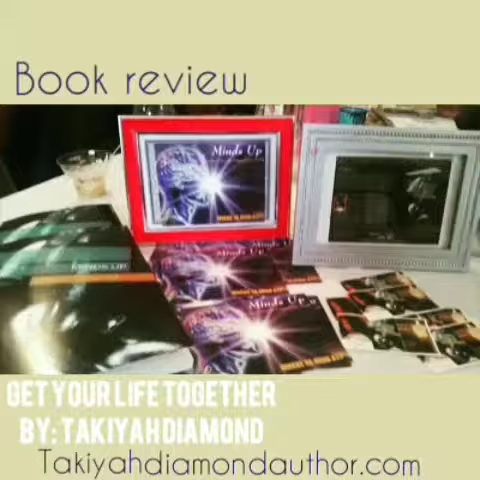 Book review
Minds Up
MINDS UP
Minds Up
Minds Up
GET YOUR LIFE TOGETHER
BY: TAKIYAH DIAMOND
Takiyahdiamondauthor.com